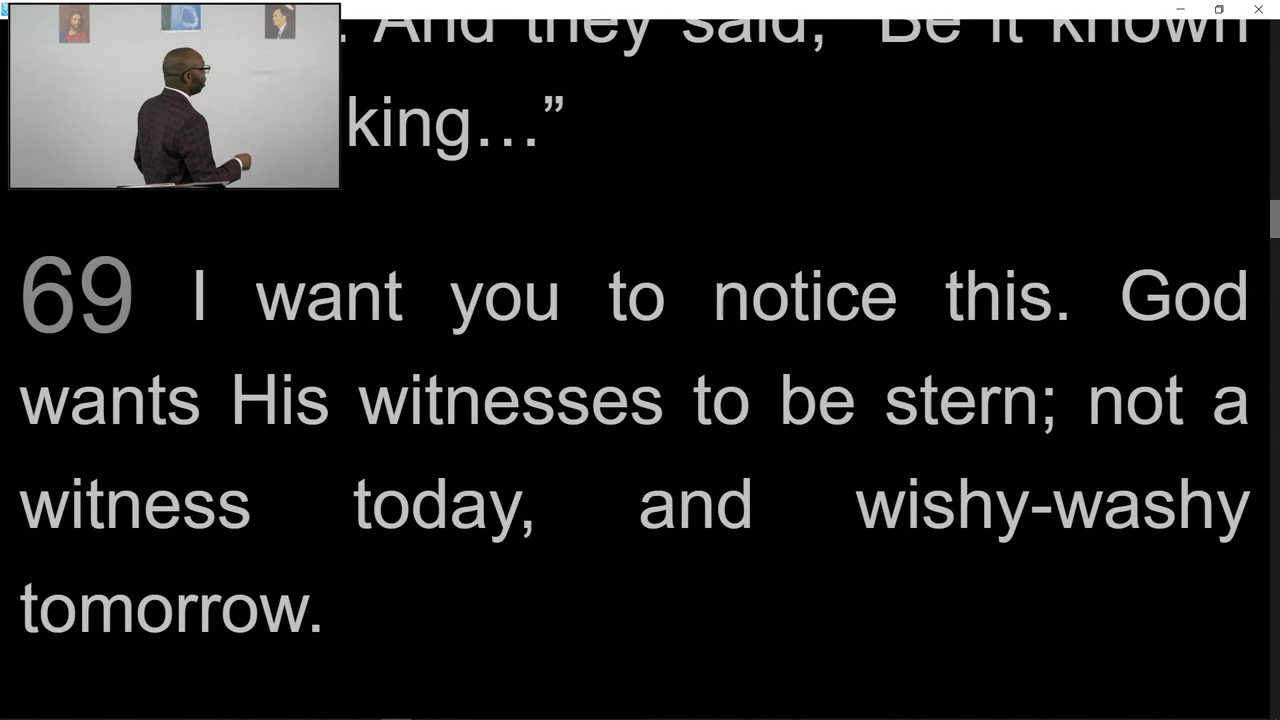 . And they said, “Be it known
king…”
69 I want you to notice this. God
wants His witnesses to be stern; not a
witness today, and wishy-washy
tomorrow.